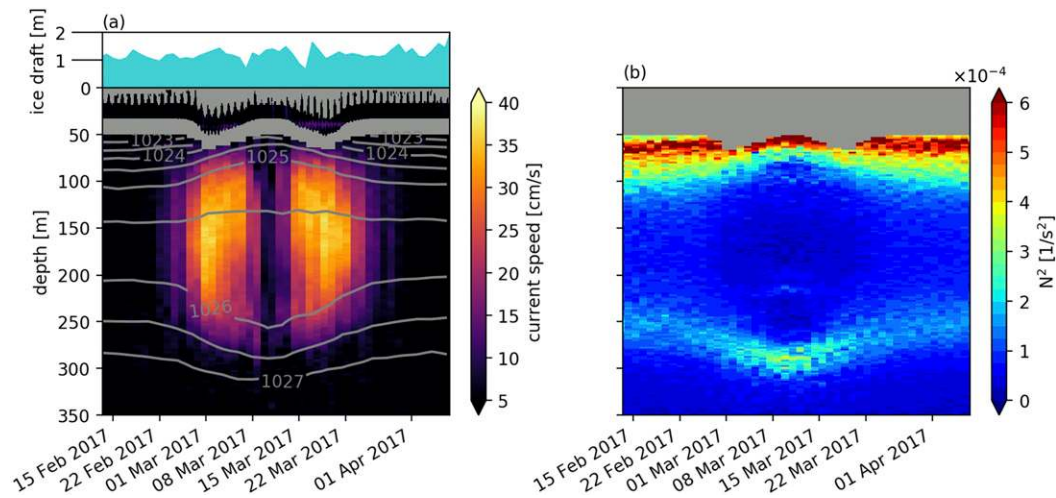 (a)
2
1
0
ice draft [m]
50
100
150
200
250
300
350
depth [m]
1023
1024
1025
1023
1024
1026
1027
15 Feb 2017
22 Feb 2017
01 Mar 2017
08 Mar 2017
15 Mar 2017
22 Mar 2017
01 Apr 2017
40
35
30
25
20
15
10
5
current speed [cm/s]
(b)
15 Feb 2017
22 Feb 2017
01 Mar 2017
08 Mar 2017
15 Mar 2017
22 Mar 2017
01 Apr 2017
×10⁻⁴
6
5
4
3
2
1
0
N² [1/s²]